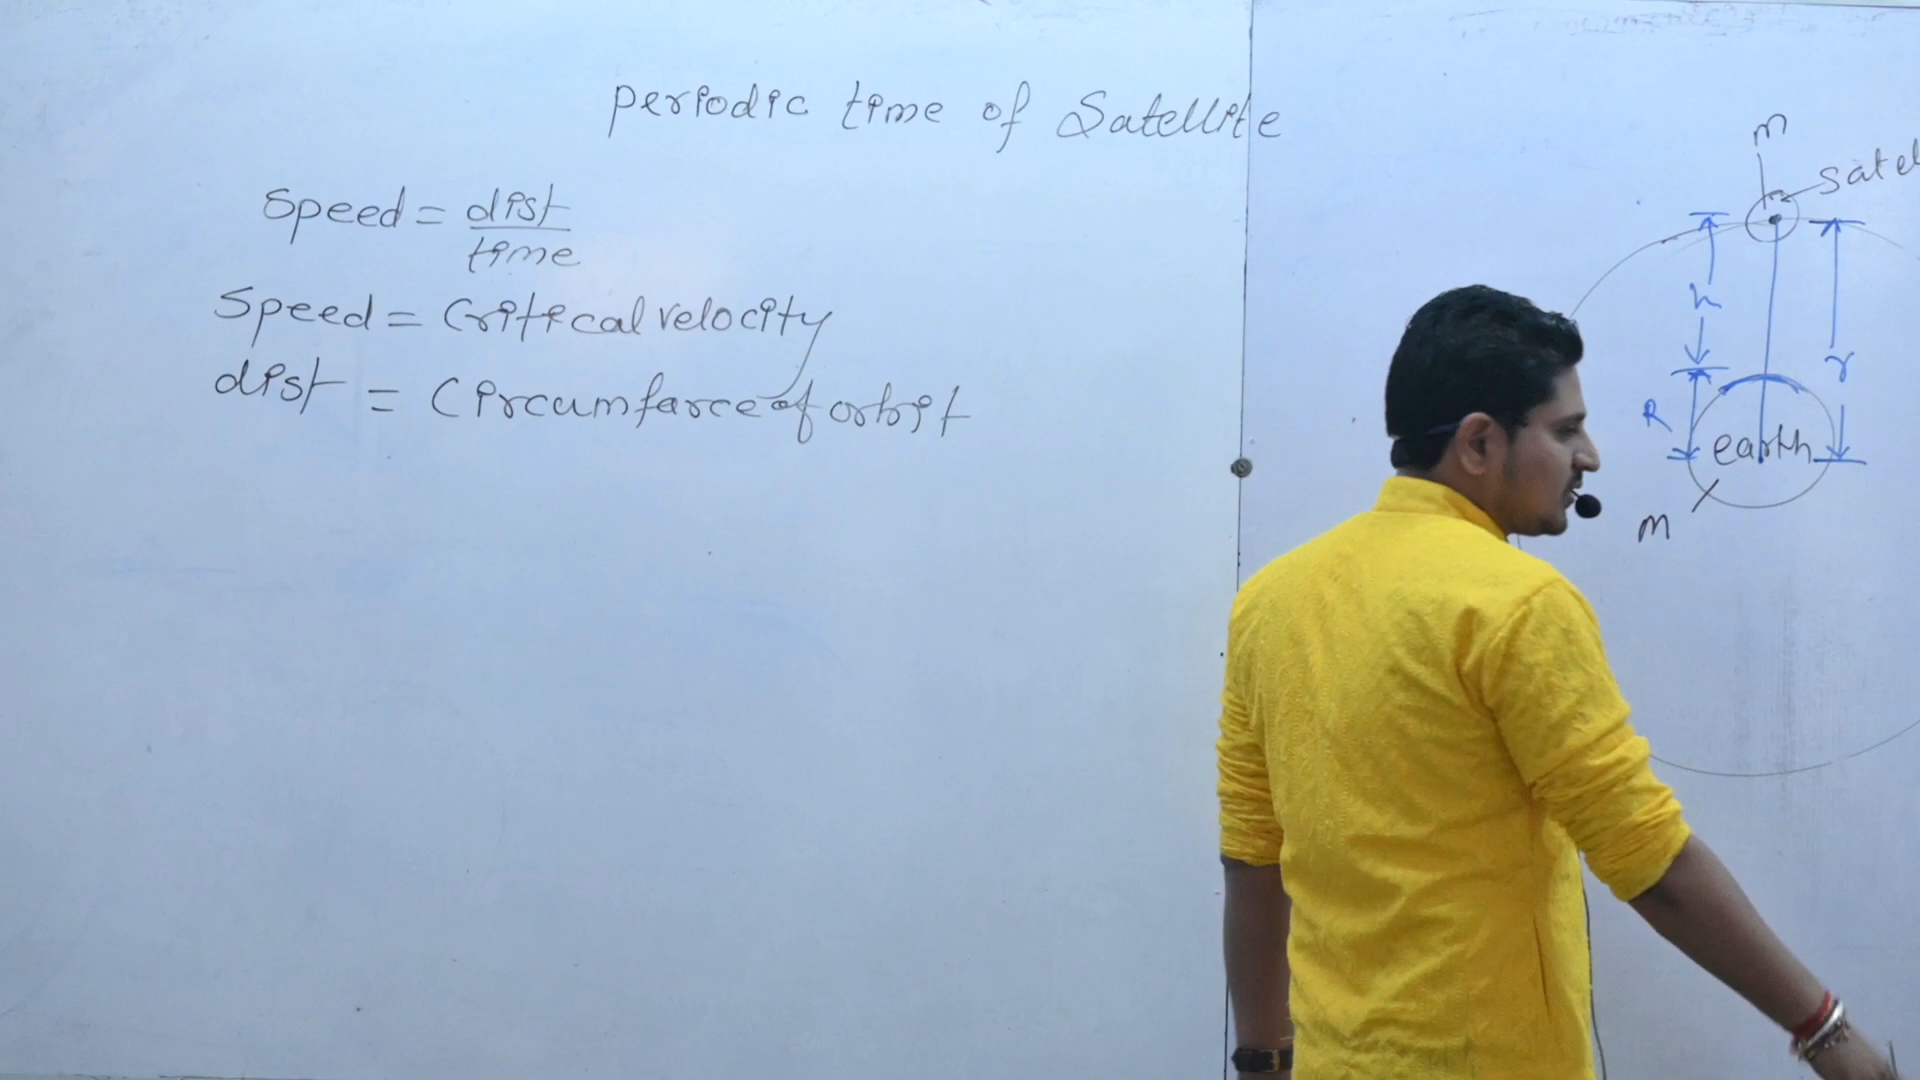 periodic time of Satellite
Speed = dist
time
Speed = Critical velocity
dist = Circumfarce of orbit
m
satel
h
r
R
earth
m